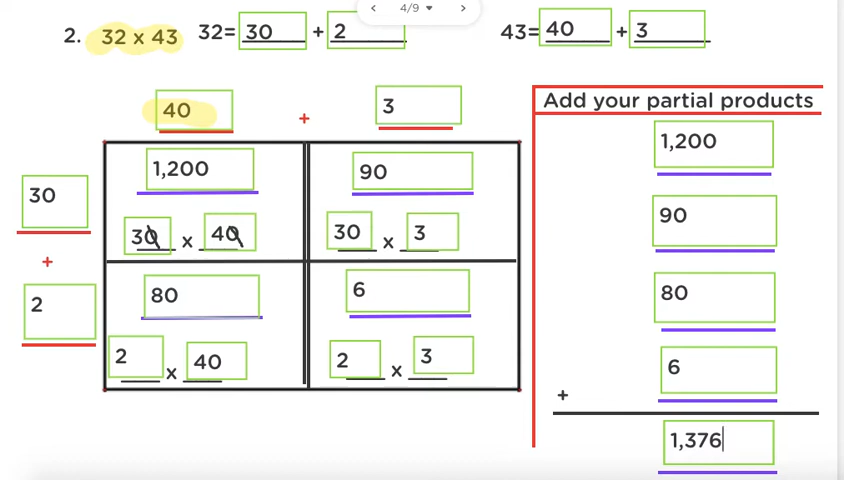 4/9
2. 32 x 43 32= 30 + 2 43= 40 + 3
40 + 3
Add your partial products
30
+
2
1,200
30 x 40
90
30 x 3
80
2 x 40
6
2 x 3
1,200
90
80
6
+
1,376